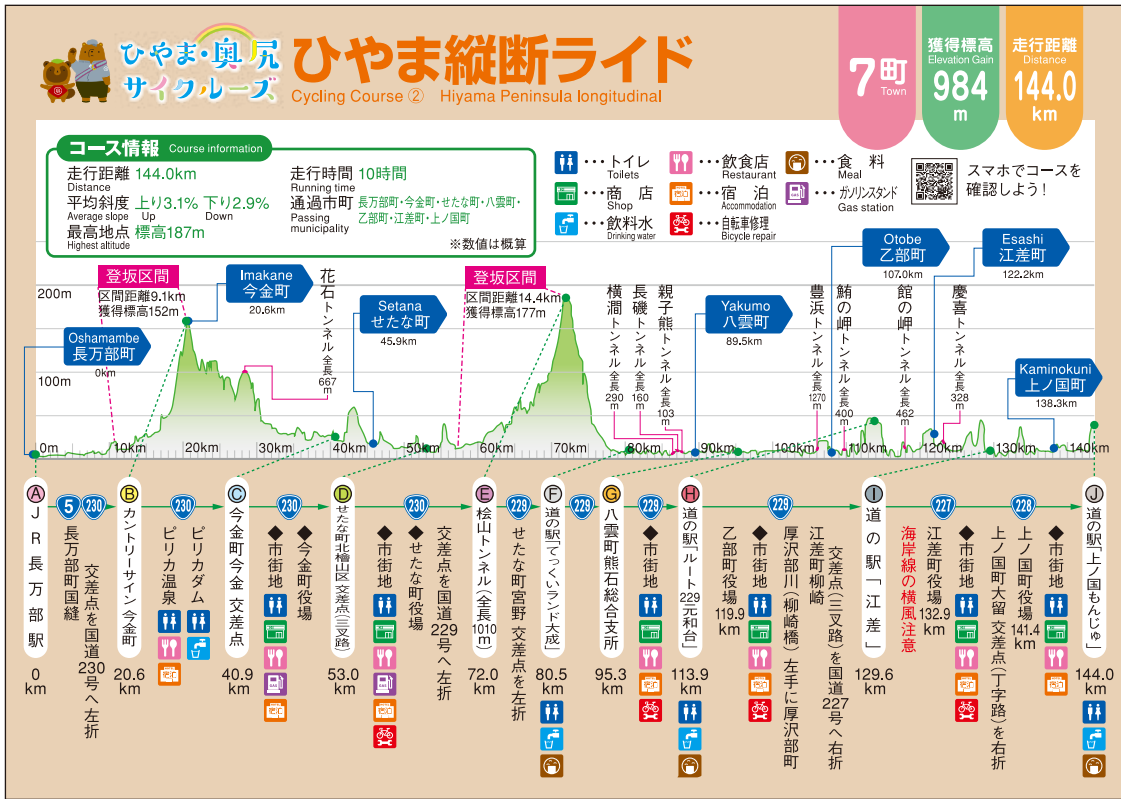 ひやま・奥尻
サイクルーズ
ひやま縦断ライド
Cycling Course ② Hiyama Peninsula longitudinal
7町
Town
獲得標高
Elevation Gain
984
m
走行距離
Distance
144.0
km
コース情報 Course information
走行距離 144.0km
Distance
平均斜度 上り3.1% 下り2.9%
Average slope Up Down
最高地点 標高187m
Highest altitude
走行時間 10時間
Running time
通過市町 長万部町・今金町・せたな町・八雲町・
Passing
乙部町・江差町・上ノ国町
municipality
※数値は概算
…トイレ
Toilets
…飲食店
Restaurant
…食料
Meal
…商店
Shop
…宿泊
Accommodation
…ガソリンスタンド
Gas station
…飲料水
Drinking water
…自転車修理
Bicycle repair
スマホでコースを
確認しよう！
200m
100m
0m
10km
20km
30km
40km
50km
60km
70km
80km
90km
100km
110km
120km
130km
140km
Oshamambe
長万部町
0km
登坂区間
区間距離9.1km
獲得標高152m
Imakane
今金町
20.6km
花石トンネル 全長667m
Setana
せたな町
45.9km
登坂区間
区間距離14.4km
獲得標高177m
横澗トンネル 全長290m
長磯トンネル 全長160m
親子熊トンネル 全長103m
Yakumo
八雲町
89.5km
豊浜トンネル 全長1270m
鮪の岬トンネル 全長400m
Otobe
乙部町
107.0km
館の岬トンネル 全長462m
慶喜トンネル 全長328m
Esashi
江差町
122.2km
Kaminokuni
上ノ国町
138.3km
A
JR長万部駅
0
km
5
230
長万部町国縫
交差点を国道230号へ左折
B
カントリーサイン 今金町
20.6
km
230
ピリカ温泉
ピリカダム
C
今金町今金 交差点
40.9
km
230
◆市街地
GAS
◆今金町役場
D
せたな町北檜山区 交差点(三叉路)
53.0
km
230
◆市街地
GAS
◆せたな町役場
交差点を国道229号へ左折
E
桧山トンネル(全長1010m)
72.0
km
229
せたな町宮野 交差点を左折
F
道の駅「てっくいランド大成」
80.5
km
229
G
八雲町熊石総合支所
95.3
km
229
◆市街地
H
道の駅「ルート229元和台」
113.9
km
229
乙部町役場
119.9
km
◆市街地
厚沢部川(柳崎橋) 左手に厚沢部町
江差町柳崎
交差点(三叉路)を国道227号へ右折
I
道の駅「江差」
129.6
km
227
海岸線の横風注意
江差町役場
132.9
km
◆市街地
228
上ノ国町大留 交差点(丁字路)を右折
上ノ国町役場
141.4
km
◆市街地
J
道の駅「上ノ国もんじゅ」
144.0
km